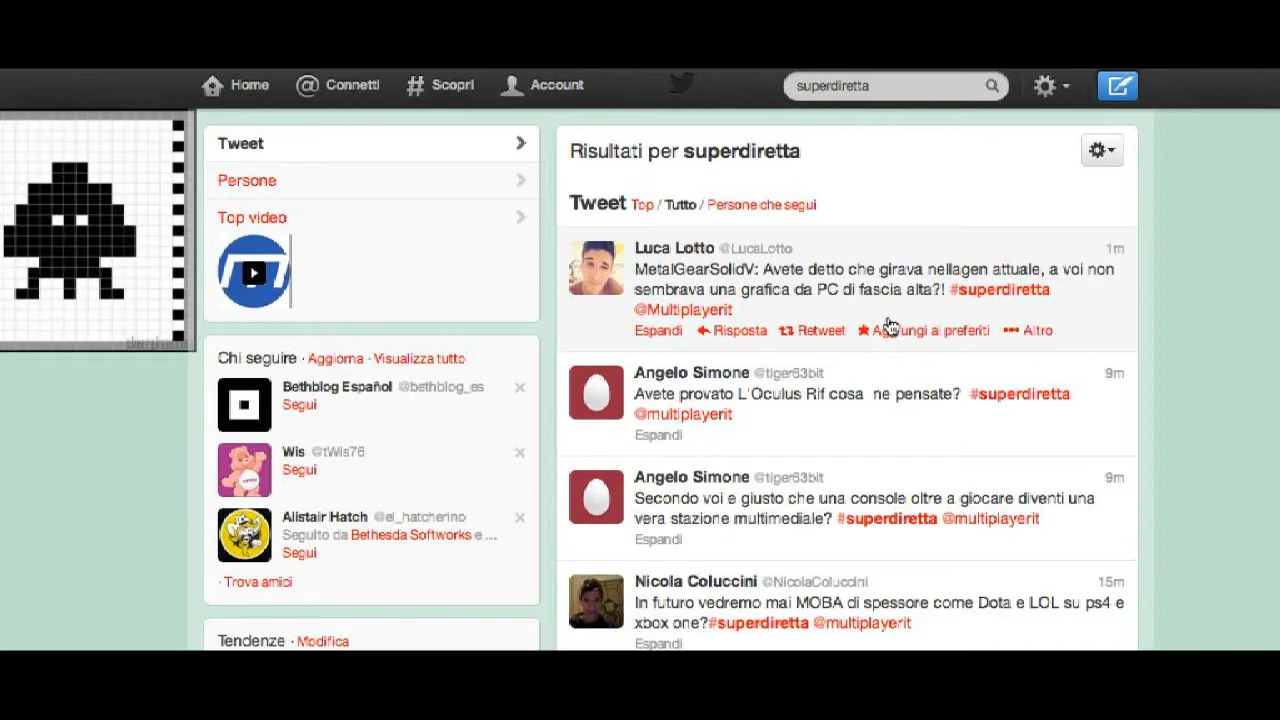 Home Connetti Scopri Account superdiretta
Tweet
Persone
Top video
Chi seguire · Aggiorna · Visualizza tutto
Bethblog Español @bethblog_es
Segui
Wis @tWis76
Segui
Alistair Hatch @el_hatcherino
Seguito da Bethesda Softworks e ...
Segui
· Trova amici
Tendenze · Modifica
Risultati per superdiretta
Tweet Top / Tutto / Persone che segui
Luca Lotto @LucaLotto 1m
MetalGearSolidV: Avete detto che girava nellagen attuale, a voi non
sembrava una grafica da PC di fascia alta?! #superdiretta
@Multiplayerit
Espandi Risposta Retweet Aggiungi ai preferiti Altro
Angelo Simone @tiger63bit 9m
Avete provato L'Oculus Rif cosa ne pensate? #superdiretta
@multiplayerit
Espandi
Angelo Simone @tiger63bit 9m
Secondo voi e giusto che una console oltre a giocare diventi una
vera stazione multimediale? #superdiretta @multiplayerit
Espandi
Nicola Coluccini @NicolaColuccini 15m
In futuro vedremo mai MOBA di spessore come Dota e LOL su ps4 e
xbox one?#superdiretta @multiplayerit
Espandi